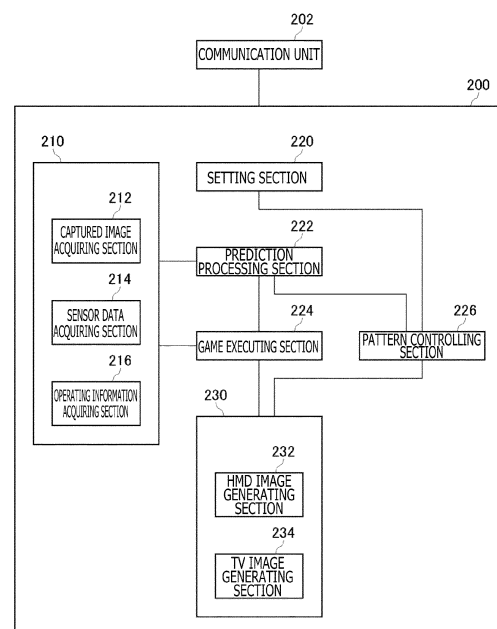 202
COMMUNICATION UNIT
200
210
220
SETTING SECTION
212
CAPTURED IMAGE
ACQUIRING SECTION
222
PREDICTION
PROCESSING SECTION
214
SENSOR DATA
ACQUIRING SECTION
224
GAME EXECUTING SECTION
226
PATTERN CONTROLLING
SECTION
216
OPERATING INFORMATION
ACQUIRING SECTION
230
232
HMD IMAGE
GENERATING
SECTION
234
TV IMAGE
GENERATING
SECTION